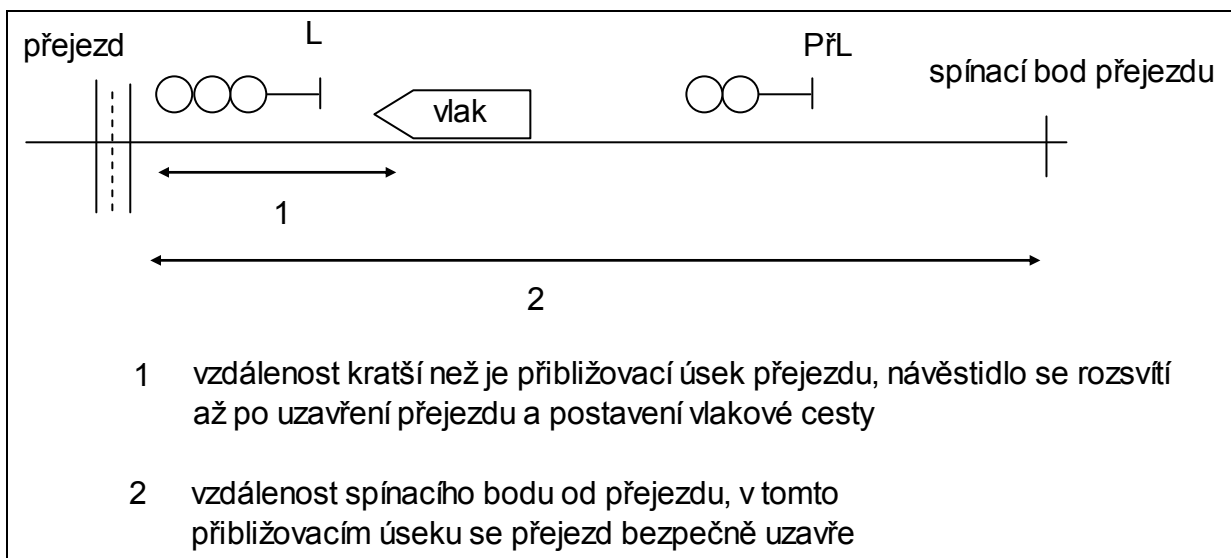 přejezd
L
PřL
spínací bod přejezdu
vlak
1
2
1 vzdálenost kratší než je přibližovací úsek přejezdu, návěstidlo se rozsvítí
až po uzavření přejezdu a postavení vlakové cesty
2 vzdálenost spínacího bodu od přejezdu, v tomto
přibližovacím úseku se přejezd bezpečně uzavře